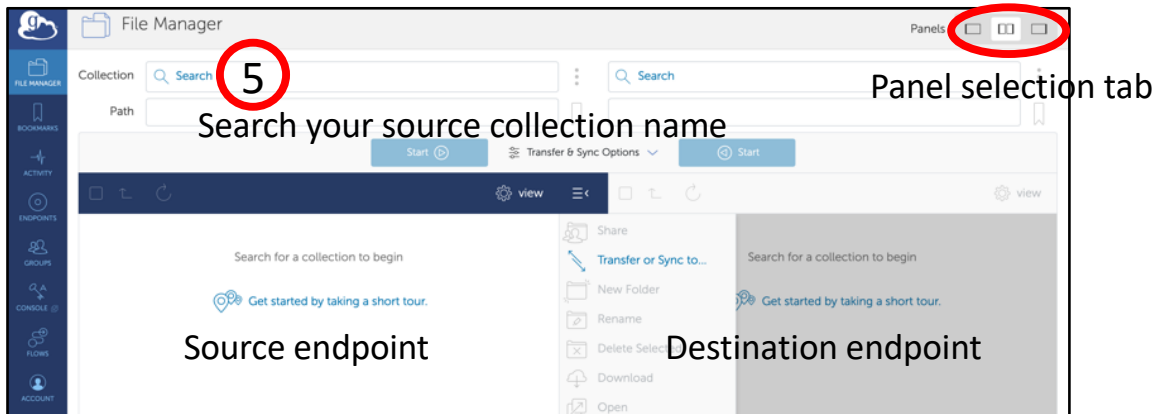 File Manager
Panels
FILE MANAGER
Collection
Search
5
Search
Panel selection tab
Path
BOOKMARKS
Search your source collection name
Start
Transfer & Sync Options
Start
ACTIVITY
view
view
ENDPOINTS
Share
GROUPS
Search for a collection to begin
Transfer or Sync to...
Search for a collection to begin
New Folder
CONSOLE
Get started by taking a short tour.
Get started by taking a short tour.
Rename
FLOWS
Source endpoint
Delete Selected
Destination endpoint
Download
ACCOUNT
Open